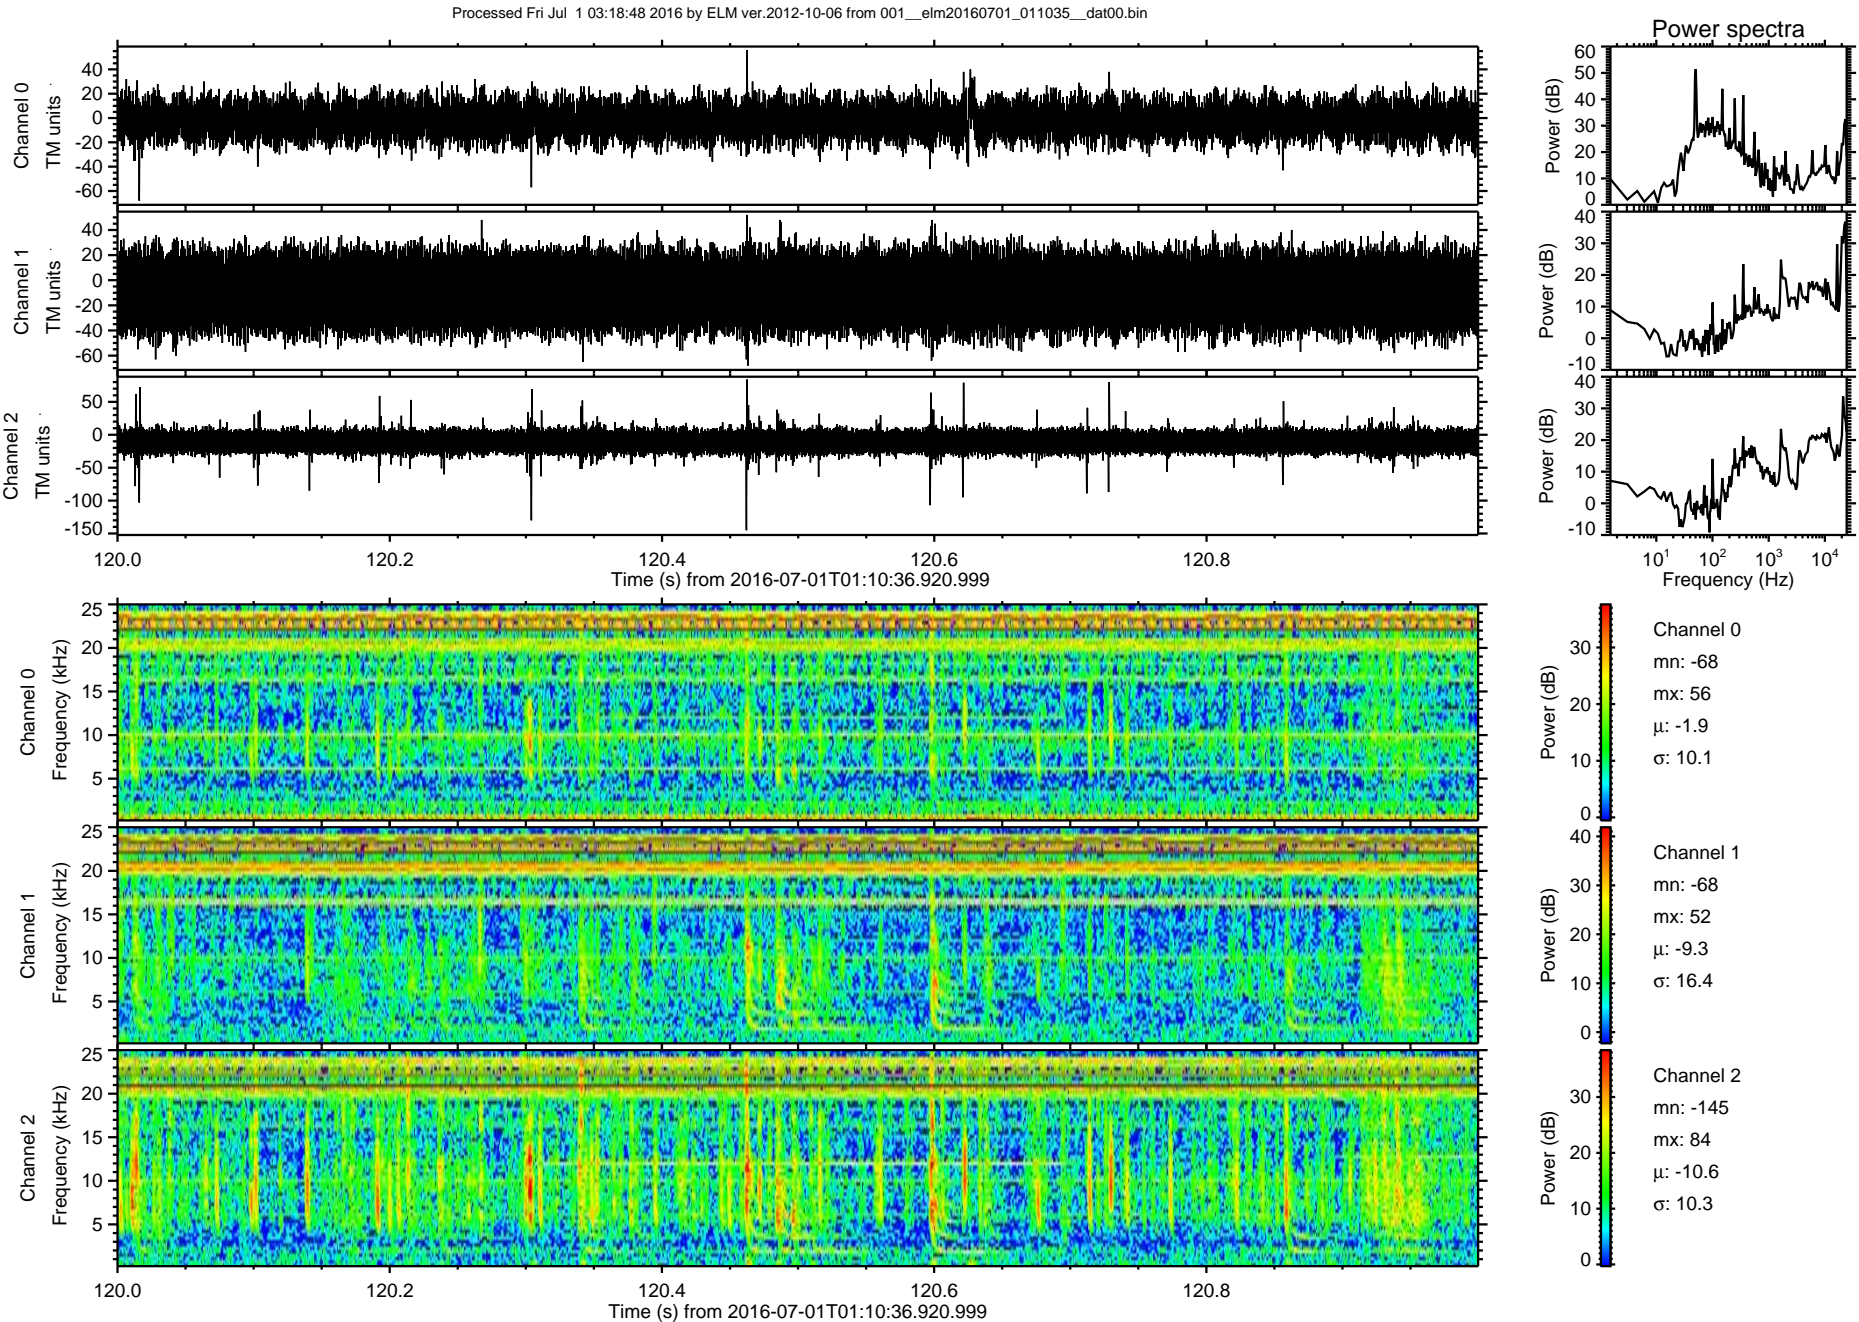 Processed Fri Jul  1 03:18:48 2016 by ELM ver.2012-10-06 from 001__elm20160701_011035__dat00.bin
Power spectra
Channel 0
TM units
40
20
0
-20
-40
-60
Power (dB)
60
50
40
30
20
10
0
Channel 1
TM units
40
20
0
-20
-40
-60
Power (dB)
40
30
20
10
0
-10
Channel 2
TM units
50
0
-50
-100
-150
Power (dB)
40
30
20
10
0
-10
120.0 120.2 120.4 120.6 120.8
Time (s) from 2016-07-01T01:10:36.920.999
10¹ 10² 10³ 10⁴
Frequency (Hz)
Channel 0
Frequency (kHz)
25
20
15
10
5
Power (dB)
30
20
10
0
Channel 0
mn: -68
mx: 56
µ: -1.9
σ: 10.1
Channel 1
Frequency (kHz)
25
20
15
10
5
Power (dB)
40
30
20
10
0
Channel 1
mn: -68
mx: 52
µ: -9.3
σ: 16.4
Channel 2
Frequency (kHz)
25
20
15
10
5
Power (dB)
30
20
10
0
Channel 2
mn: -145
mx: 84
µ: -10.6
σ: 10.3
120.0 120.2 120.4 120.6 120.8
Time (s) from 2016-07-01T01:10:36.920.999